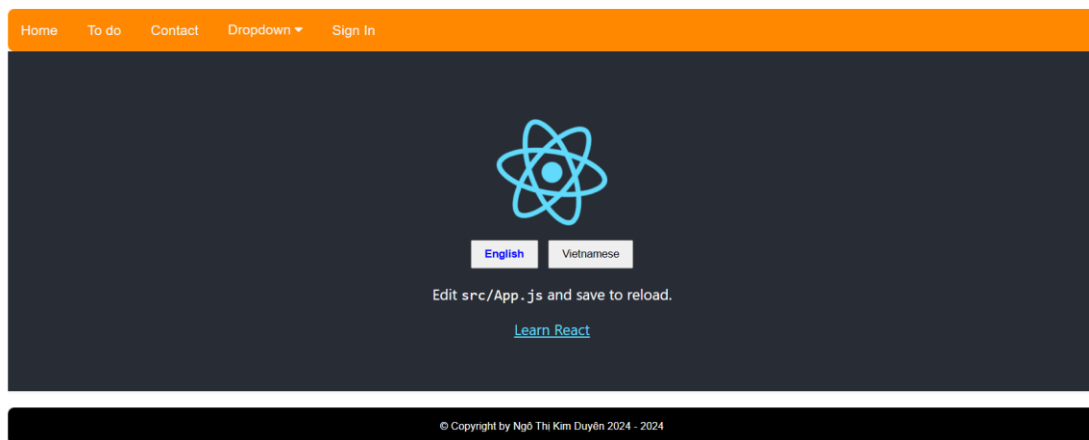 Home To do Contact Dropdown Sign In
English Vietnamese
Edit src/App.js and save to reload.
Learn React
© Copyright by Ngô Thị Kim Duyên 2024 - 2024